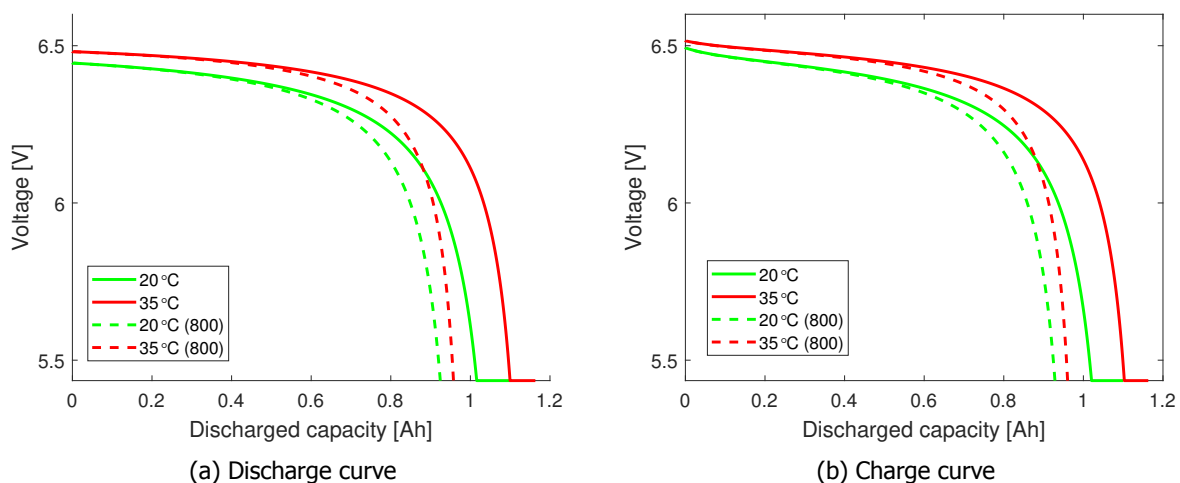 6.5
6
5.5
Voltage [V]
20°C
35°C
20°C (800)
35°C (800)
0 0.2 0.4 0.6 0.8 1 1.2
Discharged capacity [Ah]
(a) Discharge curve
6.5
6
5.5
Voltage [V]
20°C
35°C
20°C (800)
35°C (800)
0 0.2 0.4 0.6 0.8 1 1.2
Discharged capacity [Ah]
(b) Charge curve